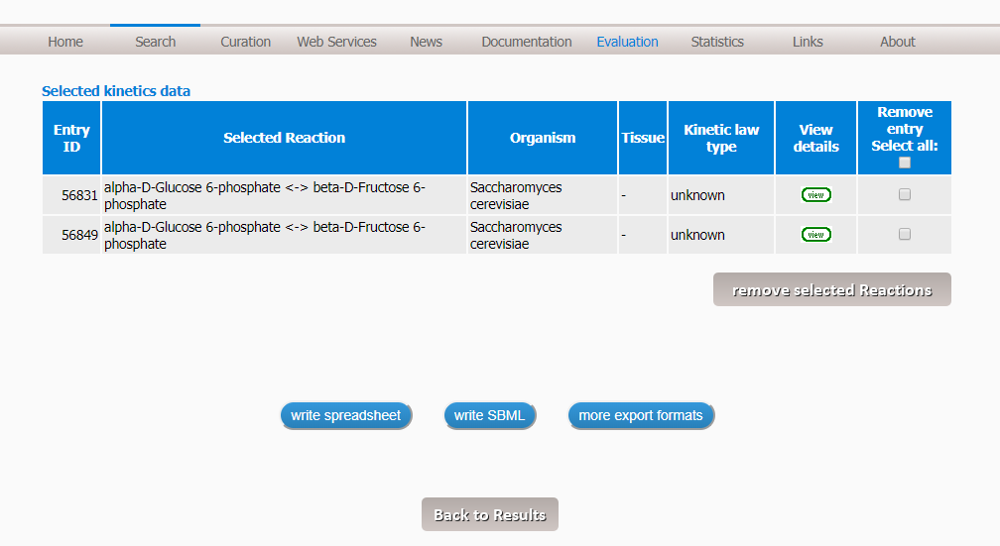 Home Search Curation Web Services News Documentation Evaluation Statistics Links About
Selected kinetics data
Entry ID Selected Reaction Organism Tissue Kinetic law type View details Remove entry Select all:
56831 alpha-D-Glucose 6-phosphate <-> beta-D-Fructose 6-phosphate Saccharomyces cerevisiae - unknown view
56849 alpha-D-Glucose 6-phosphate <-> beta-D-Fructose 6-phosphate Saccharomyces cerevisiae - unknown view
remove selected Reactions
write spreadsheet write SBML more export formats
Back to Results